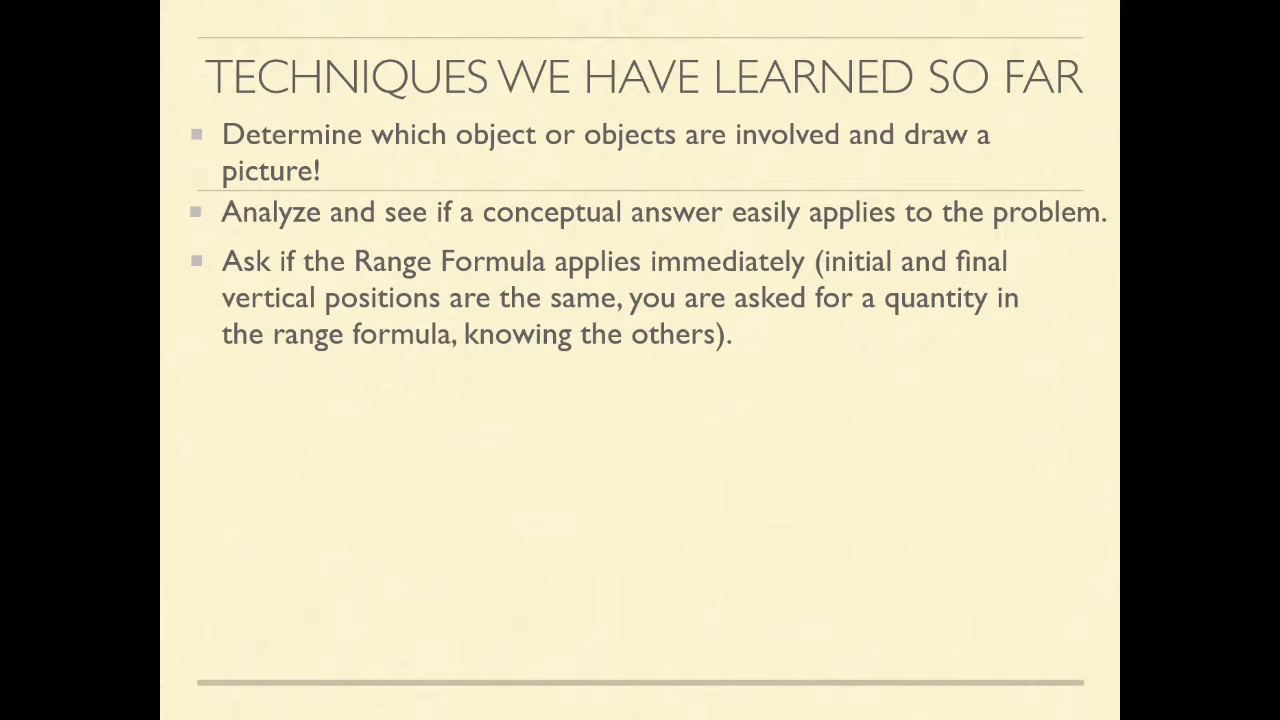 TECHNIQUES WE HAVE LEARNED SO FAR
Determine which object or objects are involved and draw a
picture!
Analyze and see if a conceptual answer easily applies to the problem.
Ask if the Range Formula applies immediately (initial and final
vertical positions are the same, you are asked for a quantity in
the range formula, knowing the others).